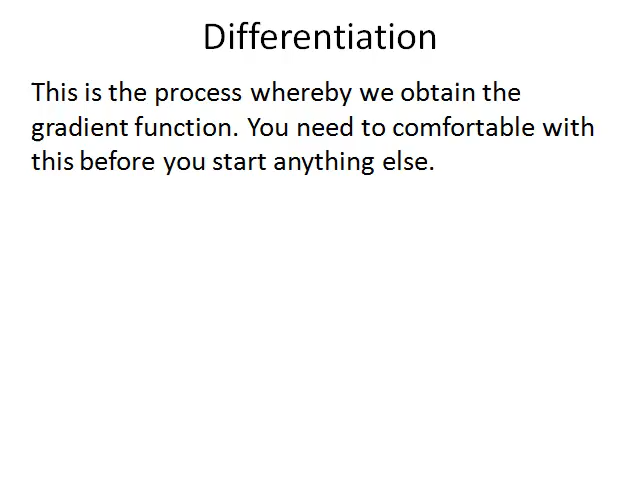 Differentiation
This is the process whereby we obtain the
gradient function. You need to comfortable with
this before you start anything else.